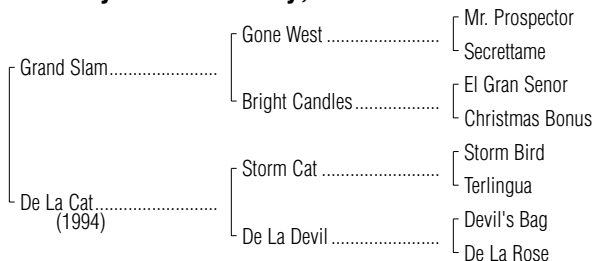 Mr. Prospector
Gone West
Secrettame
Grand Slam
El Gran Senor
Bright Candles
Christmas Bonus
Storm Bird
Storm Cat
Terlingua
De La Cat
(1994)
Devil's Bag
De La Devil
De La Rose